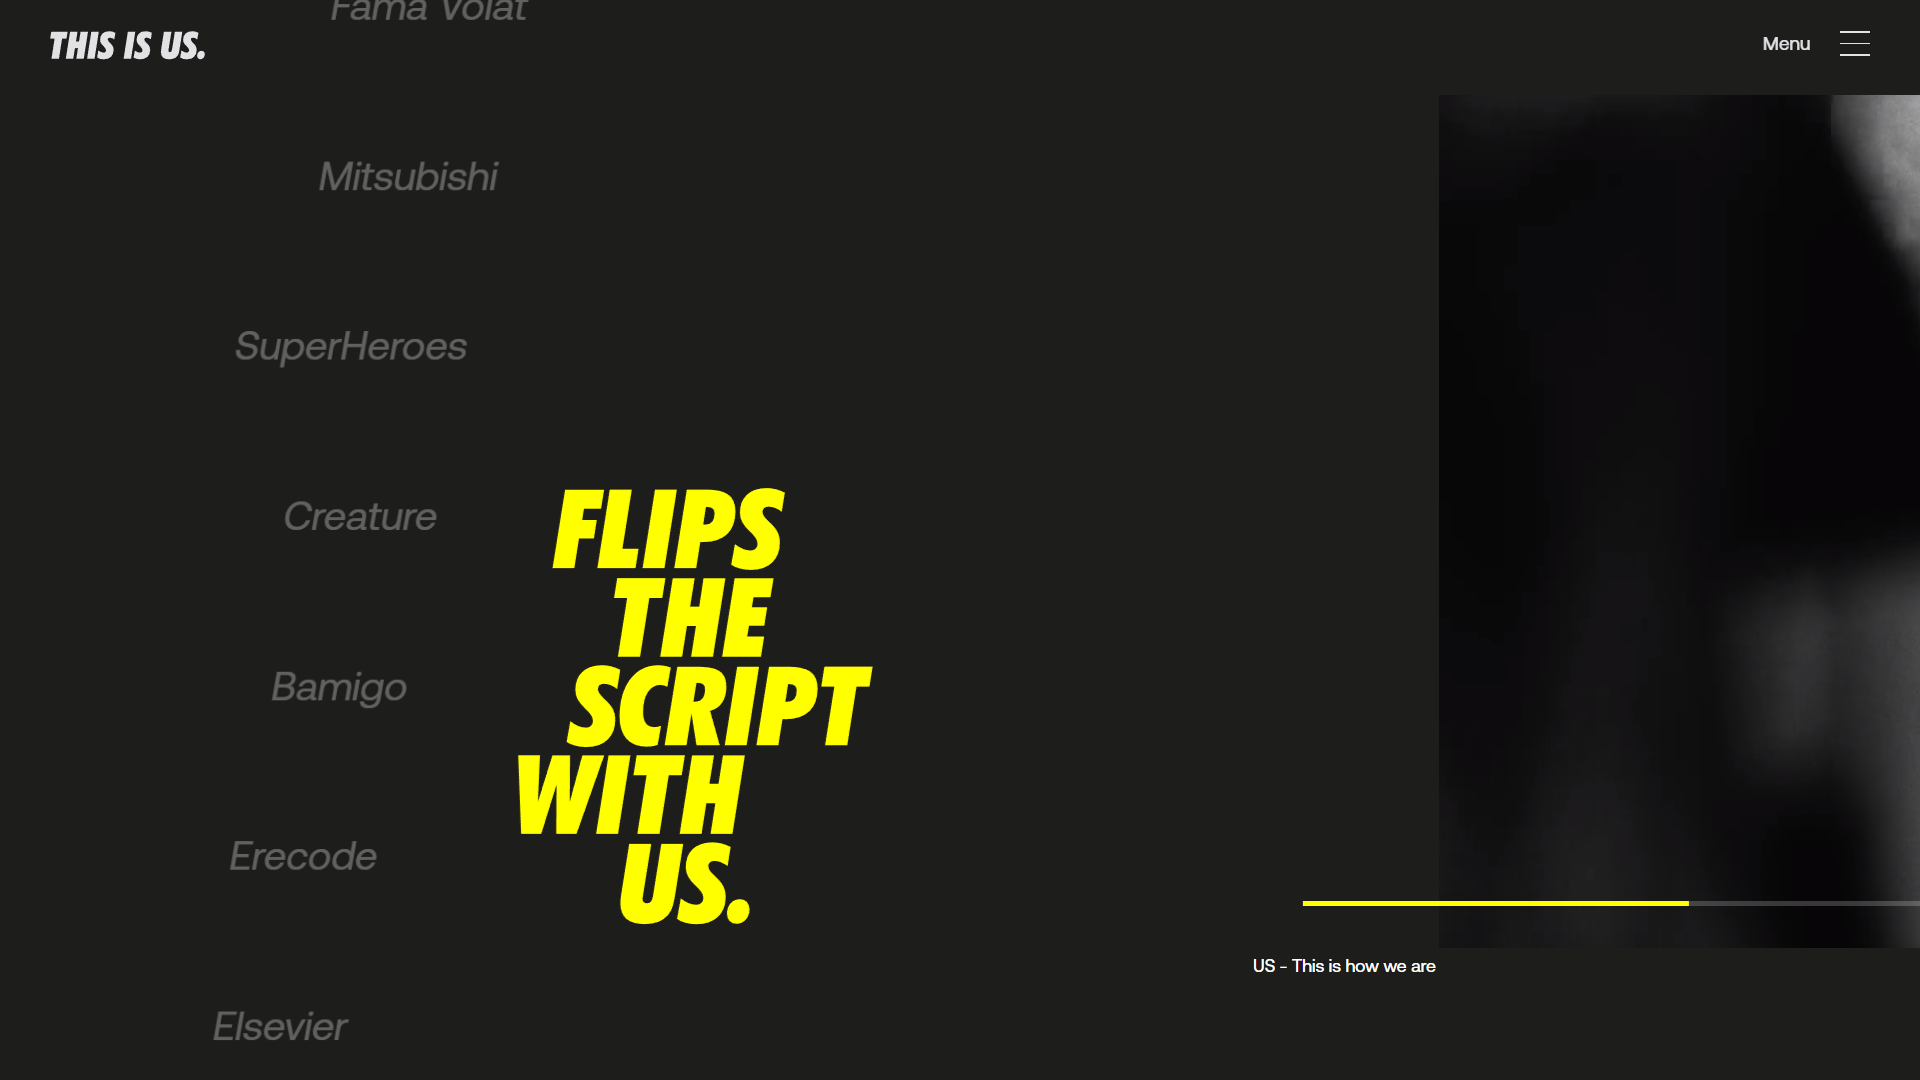 Fama Volat
THIS IS US.
Menu
Mitsubishi
SuperHeroes
Creature
Bamigo
Erecode
Elsevier
FLIPS
THE
SCRIPT
WITH
US.
US - This is how we are